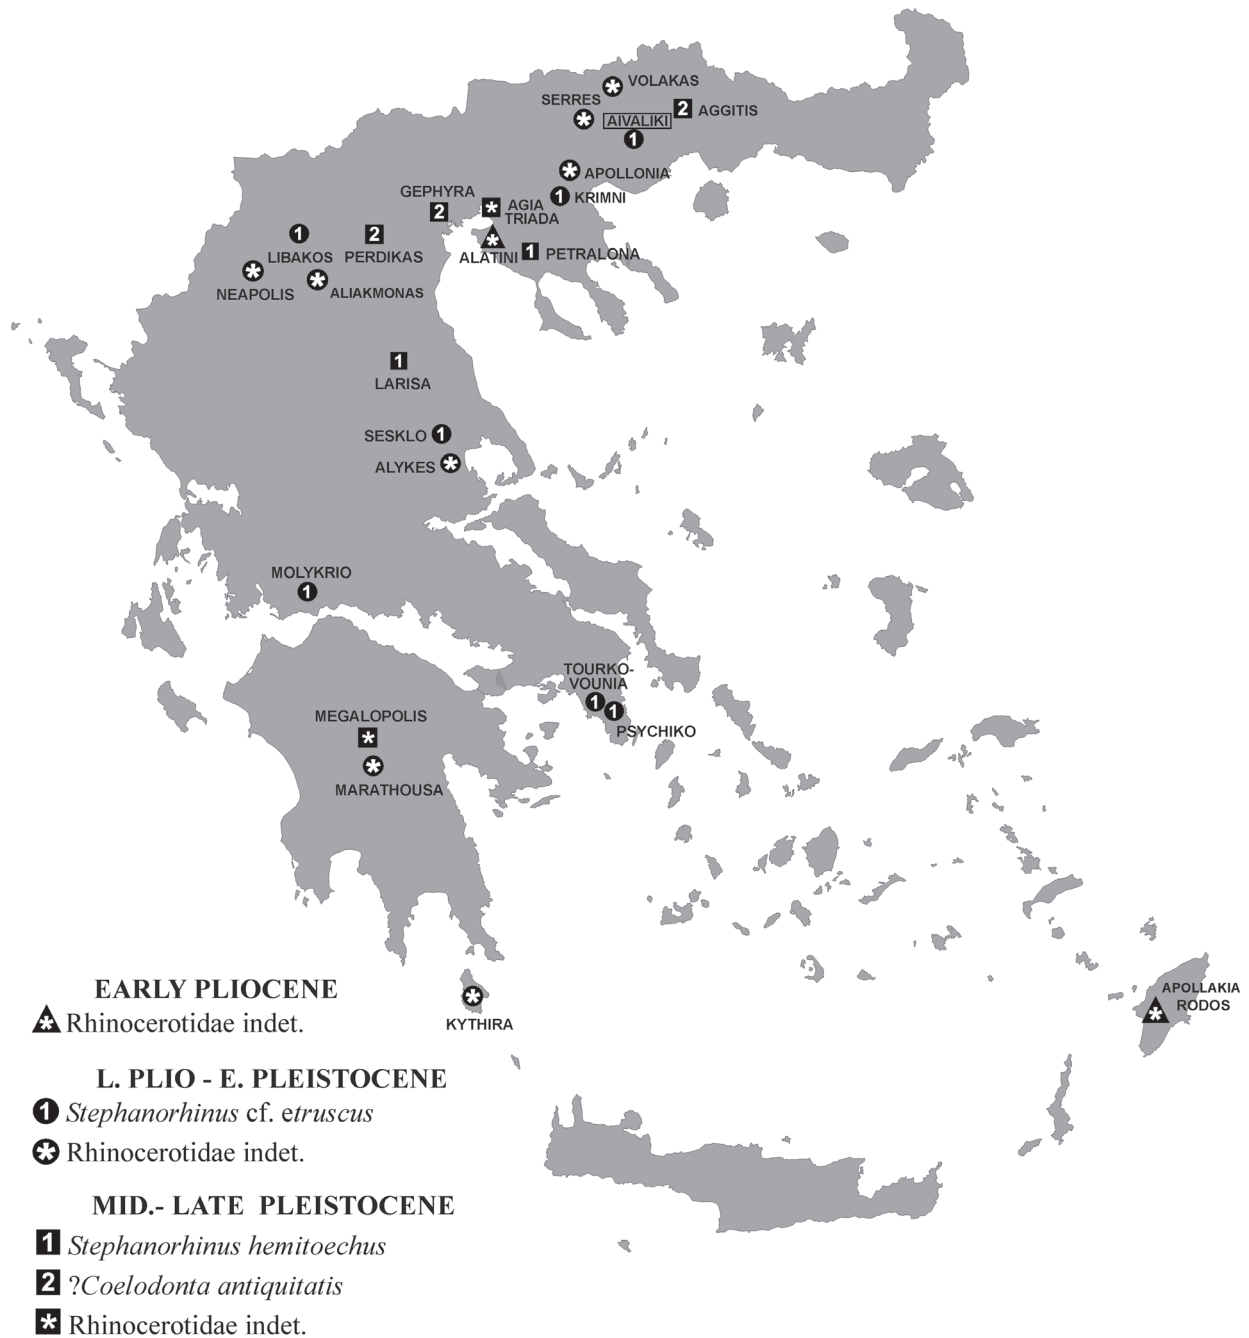 VOLAKAS
SERRES
AIVALIKI
2 AGGITIS
1
APOLLONIA
GEPHYRA
1 KRIMNI
2
AGIA
TRIADA
1
2
LIBAKOS
PERDIKAS
ALATINI
1 PETRALONA
NEAPOLIS
ALIAKMONAS
1
LARISA
SESKLO 1
ALYKES
MOLYKRIO
1
TOURKO-
VOUNIA
1
1
PSYCHIKO
MEGALOPOLIS
MARATHOUSA
KYTHIRA
APOLLAKIA
RODOS
EARLY PLIOCENE
Rhinocerotidae indet.
L. PLIO - E. PLEISTOCENE
1 Stephanorhinus cf. etruscus
Rhinocerotidae indet.
MID.- LATE PLEISTOCENE
1 Stephanorhinus hemitoechus
2 ?Coelodonta antiquitatis
Rhinocerotidae indet.